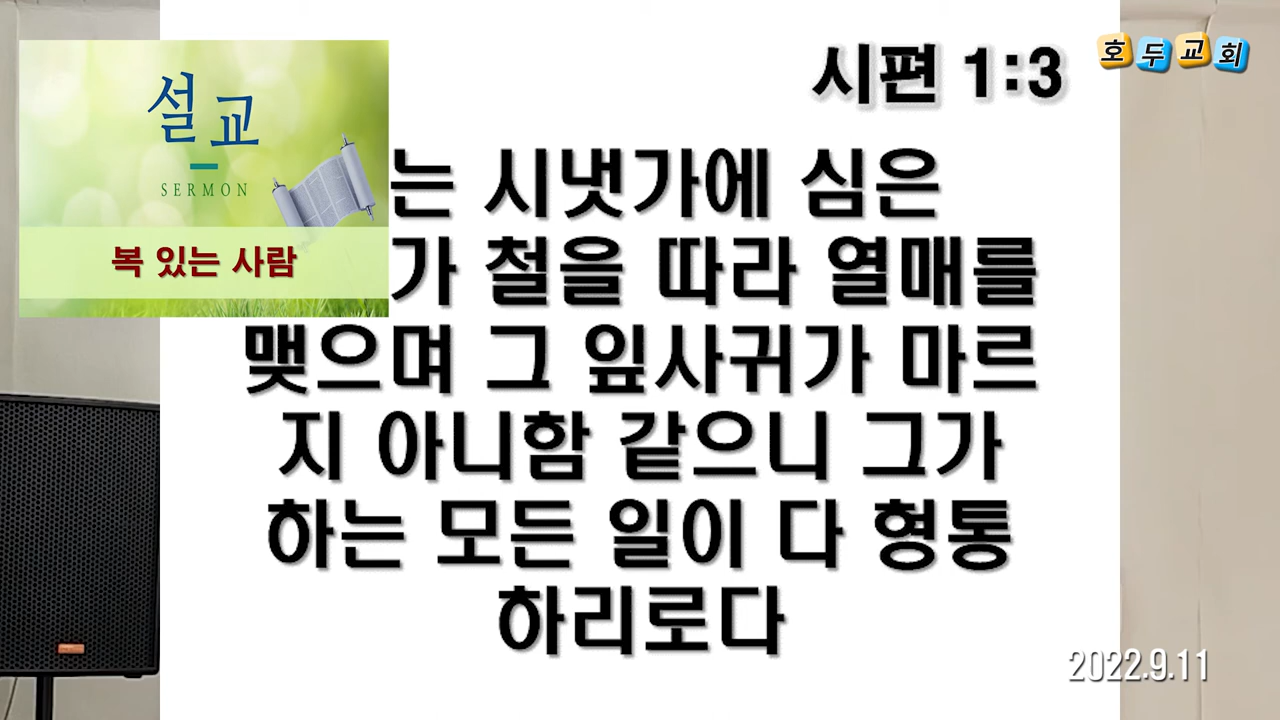 시편 1:3
호두교회
설교
SERMON
복 있는 사람
는 시냇가에 심은
가 철을 따라 열매를
맺으며 그 잎사귀가 마르
지 아니함 같으니 그가
하는 모든 일이 다 형통
하리로다
2022.9.11